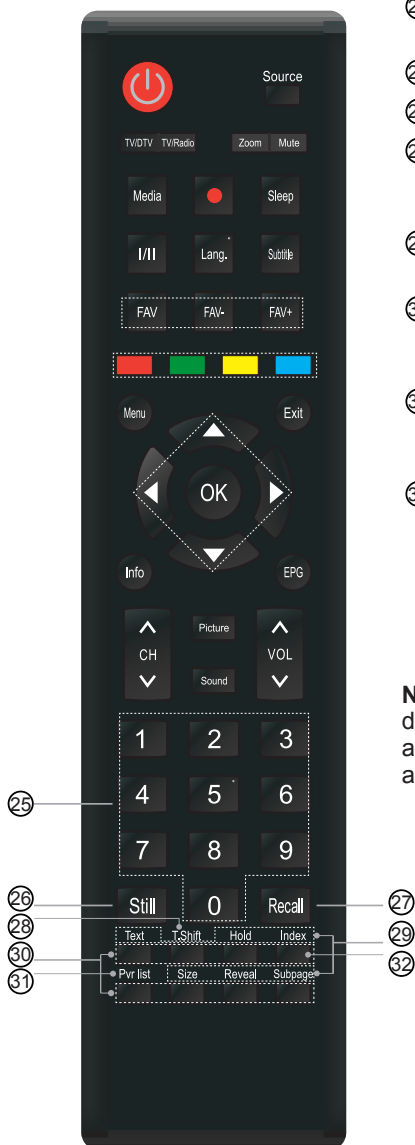 Source
TV/DTV TV/Radio Zoom Mute
Media Sleep
I/II Lang. Subtitle
FAV FAV- FAV+
Menu Exit
OK
Info EPG
CH Picture VOL
Sound
1 2 3
4 5 6
25
7 8 9
Still 0 Recall
26 27
28 Text T.Shift Hold Index 29
30 32
31 Pvr list Size Reveal Subpage
N
d
a
a